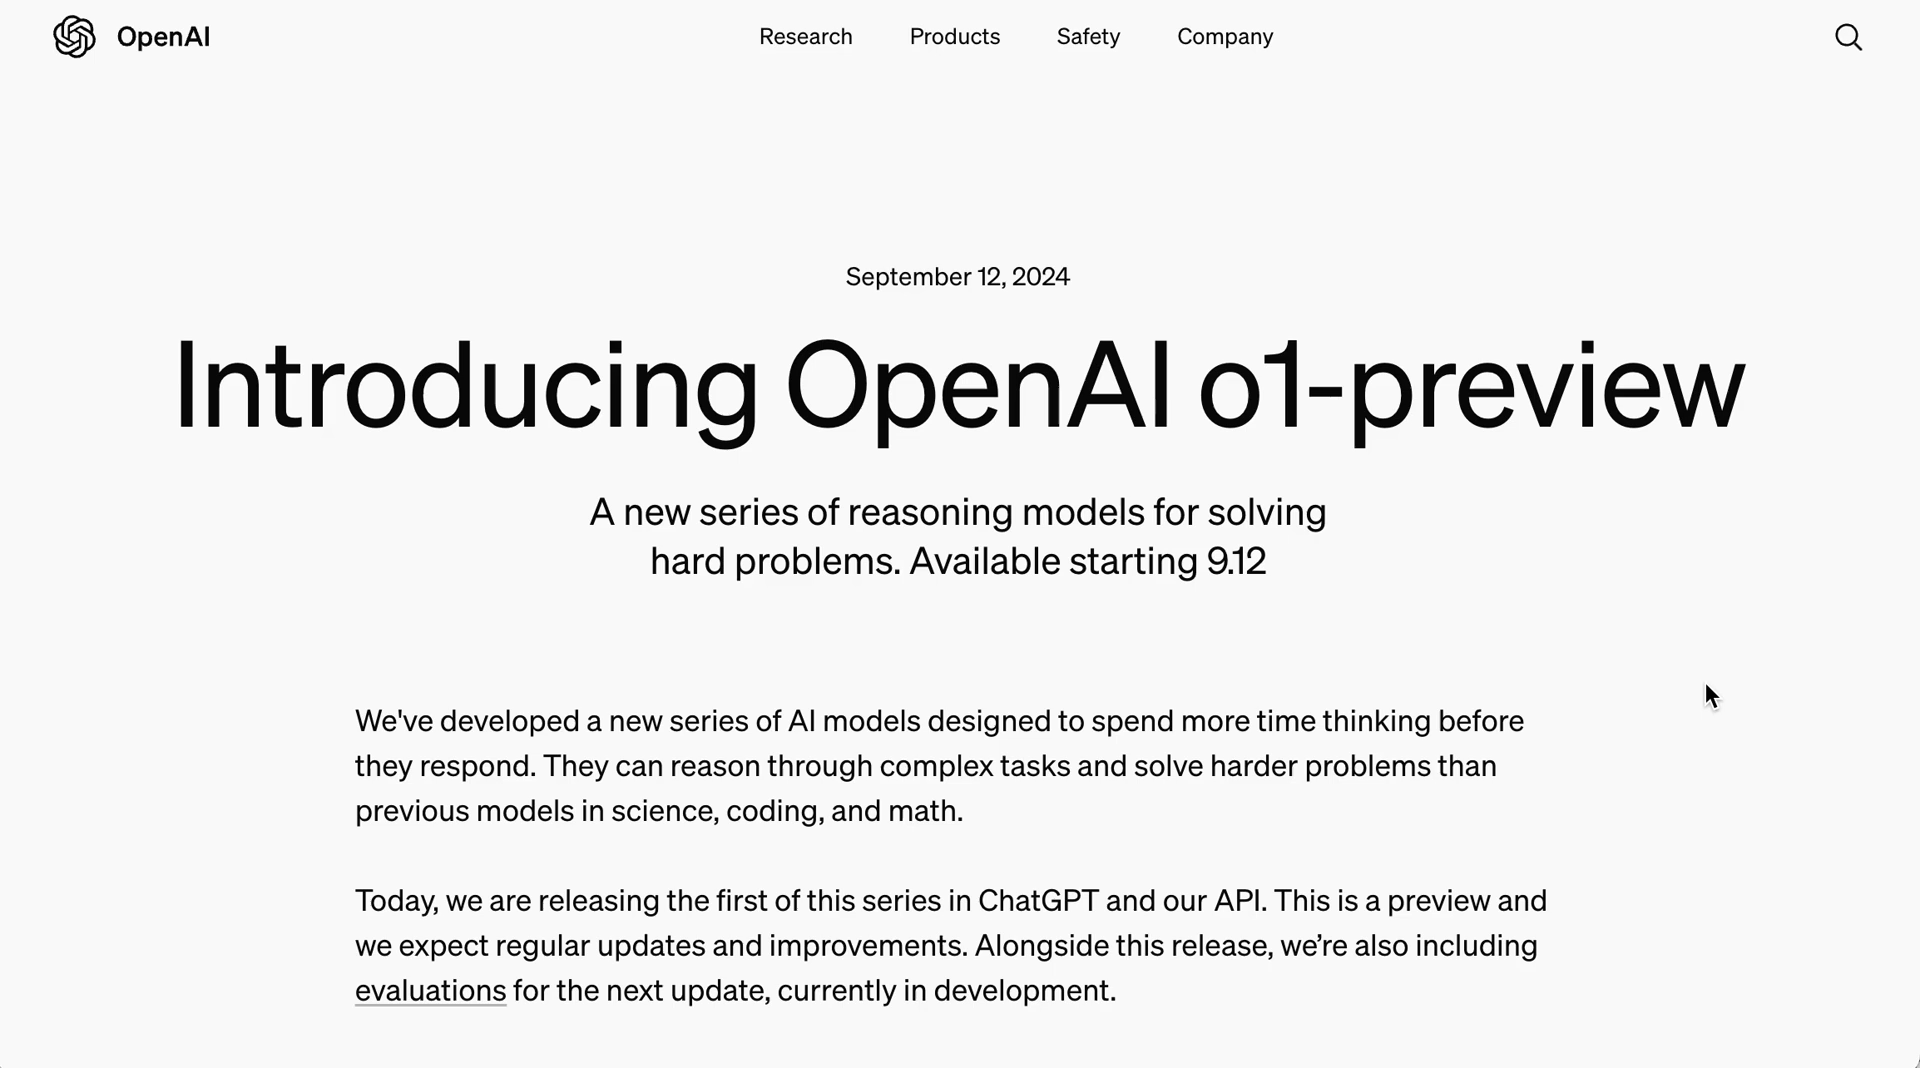 OpenAI
Research Products Safety Company
September 12, 2024
Introducing OpenAI o1-preview
A new series of reasoning models for solving
hard problems. Available starting 9.12
We've developed a new series of AI models designed to spend more time thinking before
they respond. They can reason through complex tasks and solve harder problems than
previous models in science, coding, and math.
Today, we are releasing the first of this series in ChatGPT and our API. This is a preview and
we expect regular updates and improvements. Alongside this release, we’re also including
evaluations for the next update, currently in development.